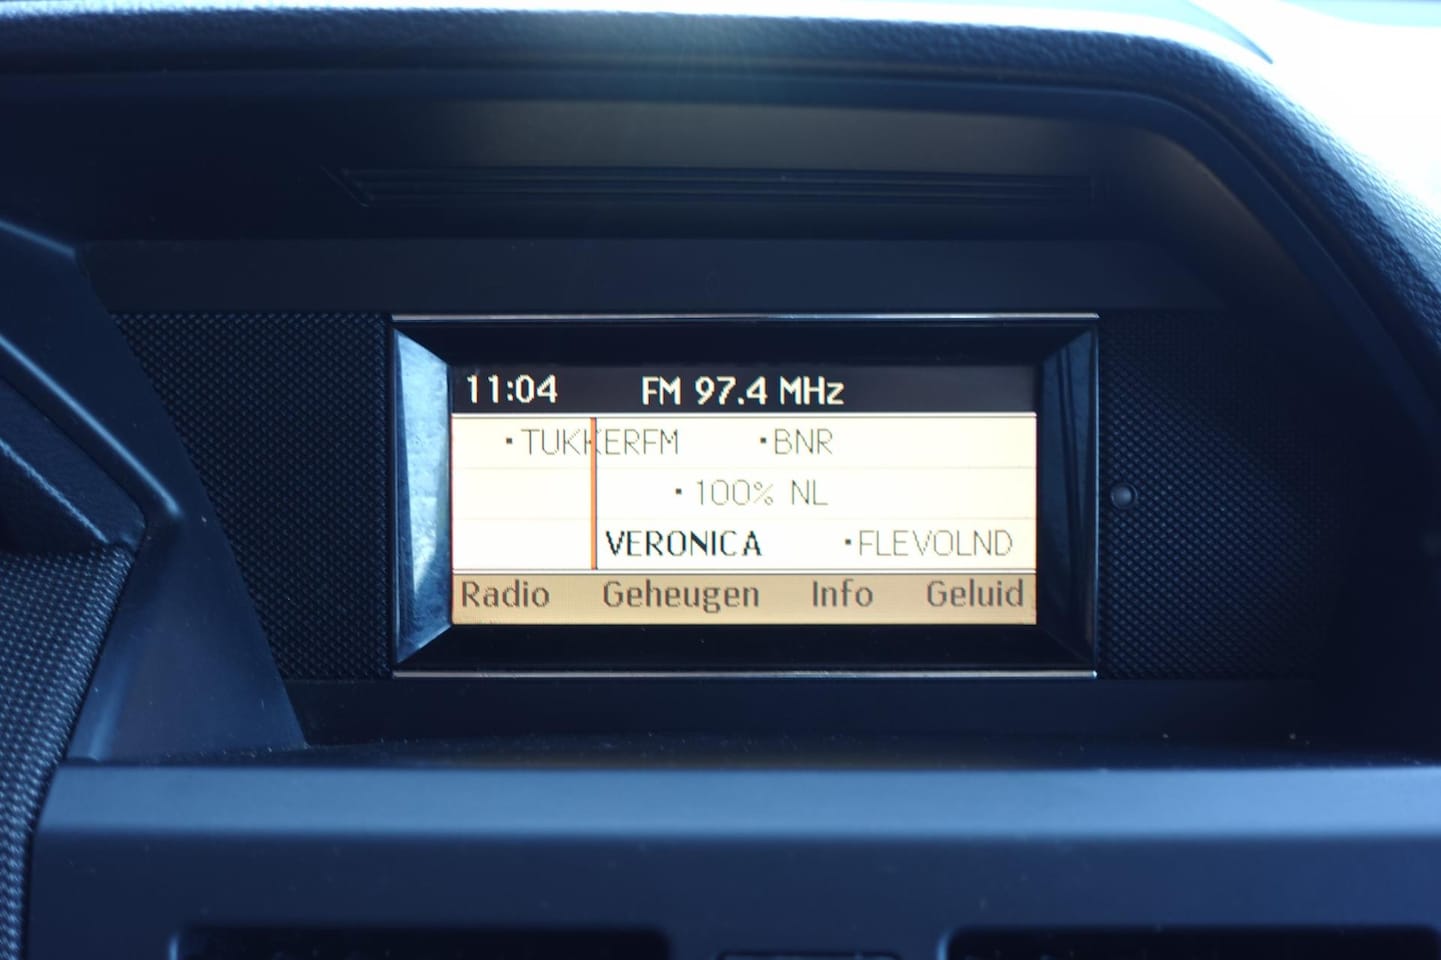 11:04 FM 97.4 MHz
·TUKKERFM ·BNR
·100% NL
VERONICA ·FLEVOLND
Radio Geheugen Info Geluid